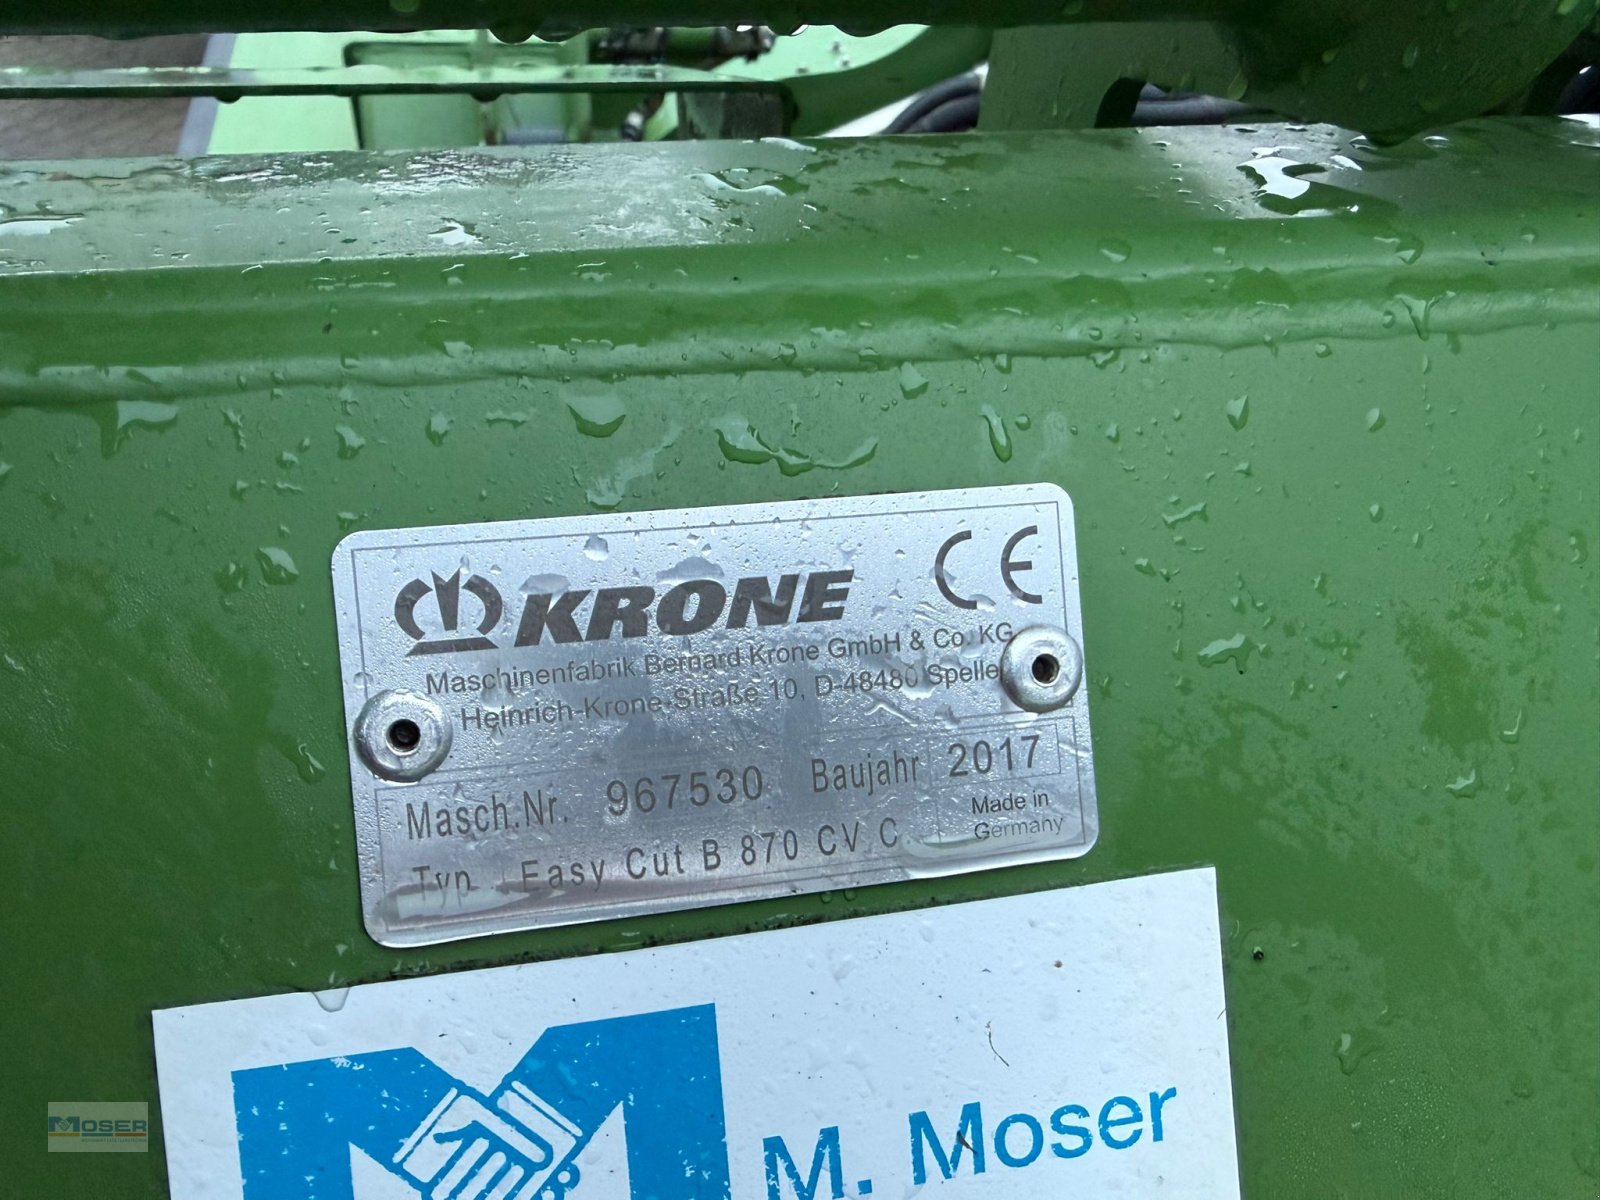 KRONE CE
Maschinenfabrik Bernard Krone GmbH & Co. KG
Heinrich-Krone-Straße 10, D-48480 Spelle
Masch.Nr. 967530 Baujahr 2017
Typ Easy Cut B 870 CV C
Made in
Germany
M. Moser
MOSER